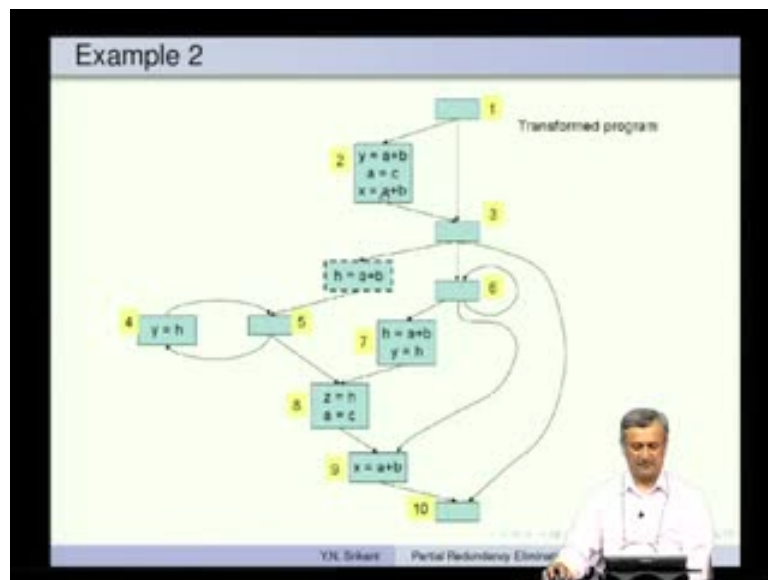 Example 2
1
Transformed program
2
y = a+b
a = c
x = a+b
3
h = a+b
6
4
y = h
5
7
h = a+b
y = h
8
z = h
a = c
9
x = a+b
10
Y.N. Srikant
Partial Redundancy Eliminat